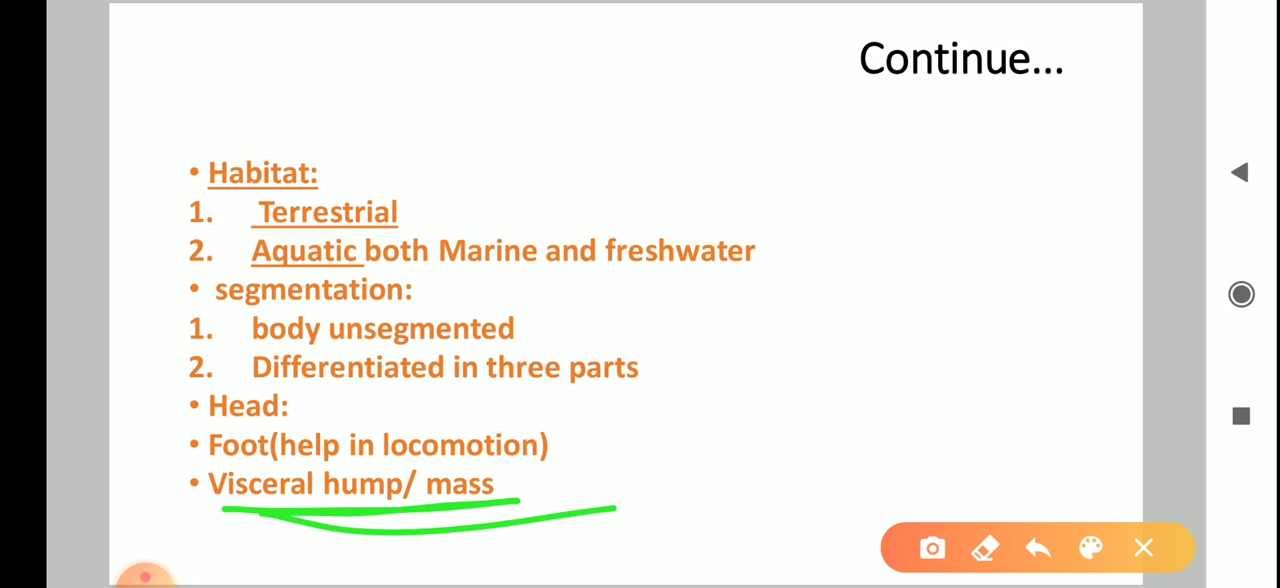 Continue...
• Habitat:
1. Terrestrial
2. Aquatic both Marine and freshwater
• segmentation:
1. body unsegmented
2. Differentiated in three parts
• Head:
• Foot(help in locomotion)
• Visceral hump/ mass